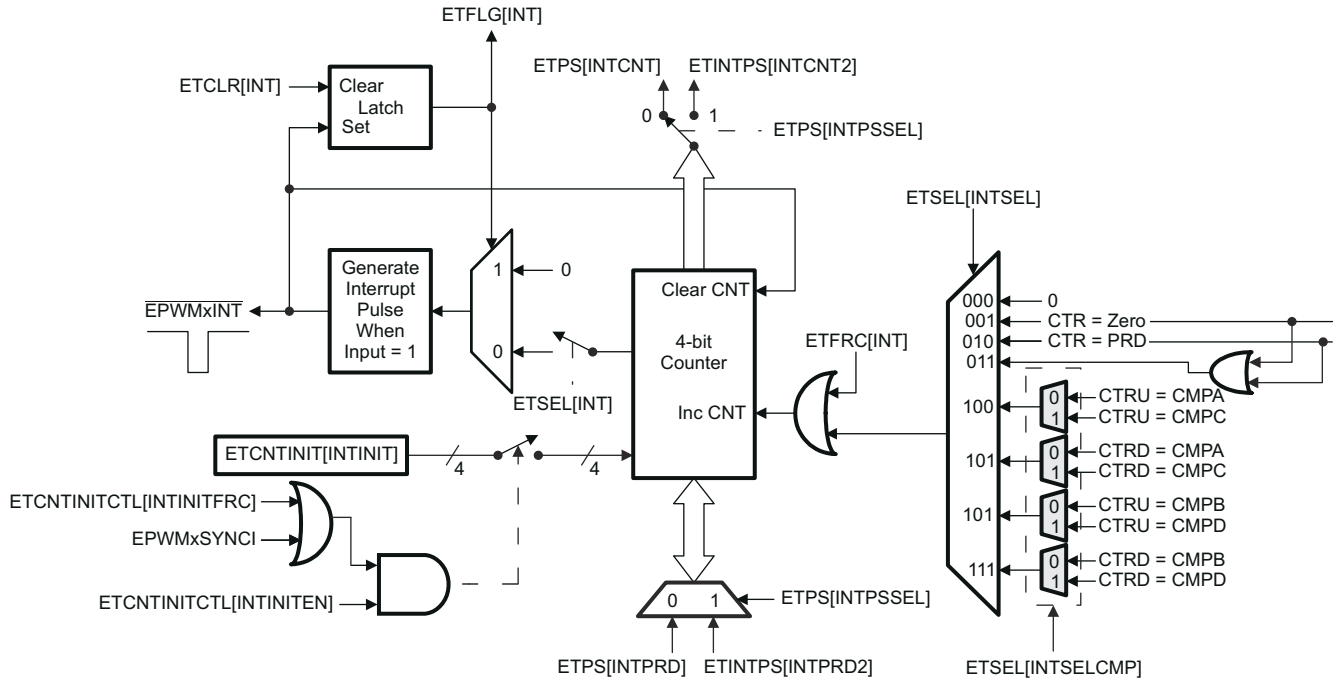 ETFLG[INT]
ETPS[INTCNT]
ETINTPS[INTCNT2]
ETCLR[INT]
Clear
Latch
Set
0
1
ETPS[INTPSSEL]
ETSEL[INTSEL]
Generate
Interrupt
Pulse
When
Input = 1
1
0
0
EPWMxINT
Clear CNT
4-bit
Counter
Inc CNT
ETSEL[INT]
ETFRC[INT]
000
0
001
CTR = Zero
010
CTR = PRD
011
100
0
CTRU = CMPA
1
CTRU = CMPC
101
0
CTRD = CMPA
1
CTRD = CMPC
101
0
CTRU = CMPB
1
CTRU = CMPD
111
0
CTRD = CMPB
1
CTRD = CMPD
ETCNTINIT[INTINIT]
4
4
ETCNTINITCTL[INTINITFRC]
EPWMxSYNCI
ETCNTINITCTL[INTINITEN]
0 1
ETPS[INTPSSEL]
ETPS[INTPRD]
ETINTPS[INTPRD2]
ETSEL[INTSELCMP]